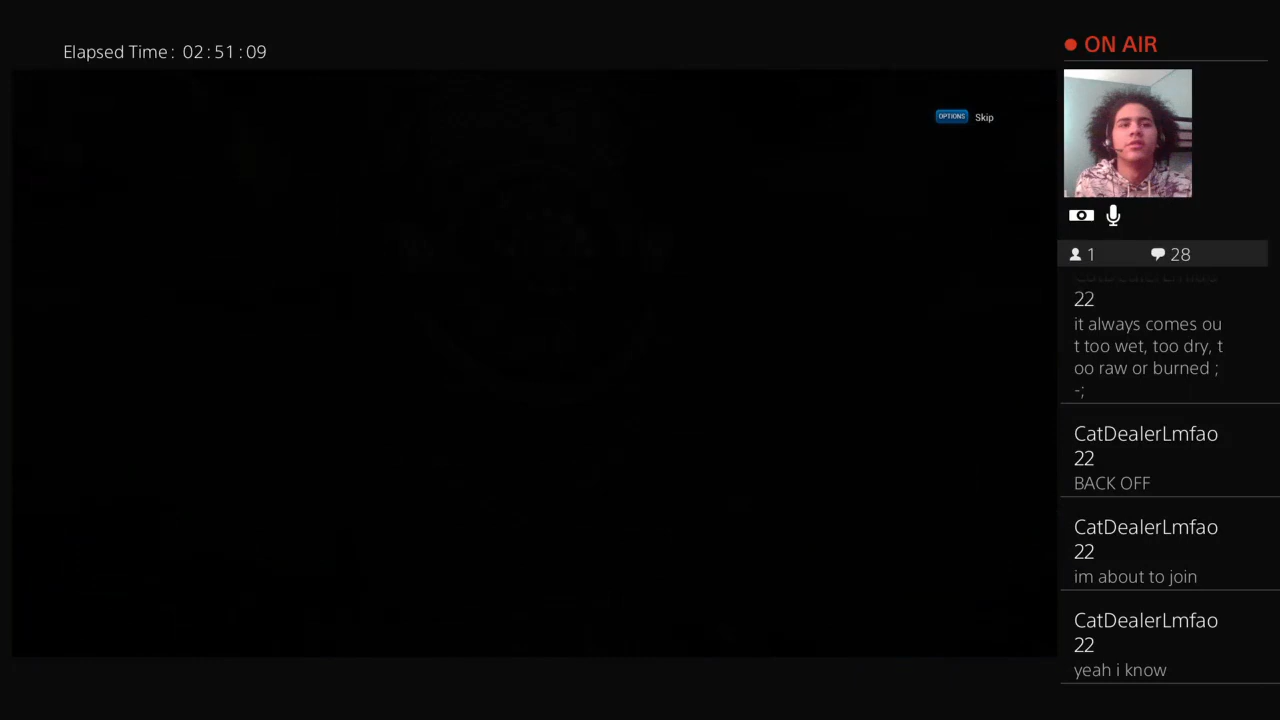 Elapsed Time: 02:51:09
ON AIR
OPTIONS Skip
1 28
22
it always comes ou
t too wet, too dry, t
oo raw or burned ;
-;
CatDealerLmfao
22
BACK OFF
CatDealerLmfao
22
im about to join
CatDealerLmfao
22
yeah i know